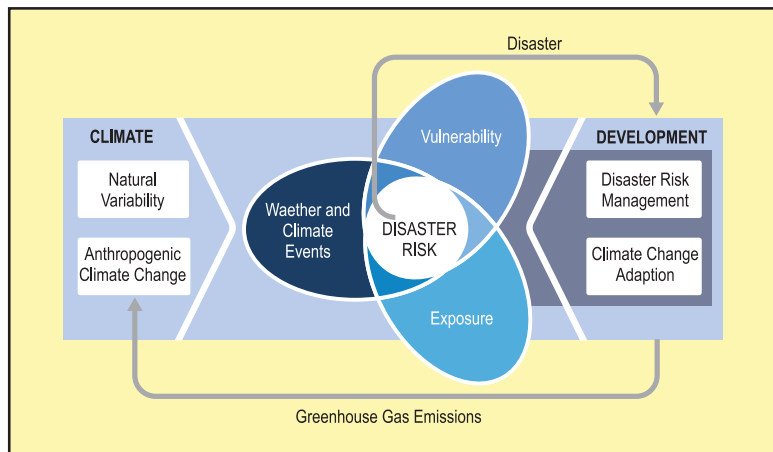 Disaster
CLIMATE
Natural
Variability
Anthropogenic
Climate Change
Vulnerability
Waether and
Climate
Events
DISASTER
RISK
Exposure
DEVELOPMENT
Disaster Risk
Management
Climate Change
Adaption
Greenhouse Gas Emissions